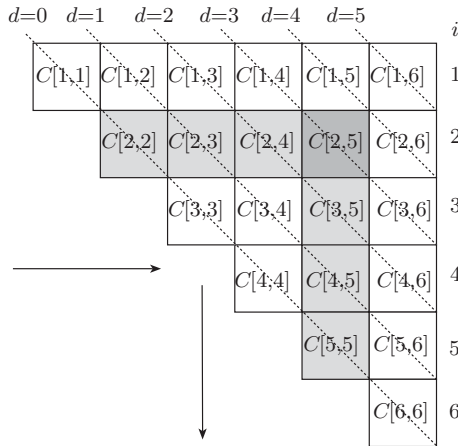 d=0 d=1 d=2 d=3 d=4 d=5 i
C[1,1] C[1,2] C[1,3] C[1,4] C[1,5] C[1,6] 1
C[2,2] C[2,3] C[2,4] C[2,5] C[2,6] 2
C[3,3] C[3,4] C[3,5] C[3,6] 3
C[4,4] C[4,5] C[4,6] 4
C[5,5] C[5,6] 5
C[6,6] 6